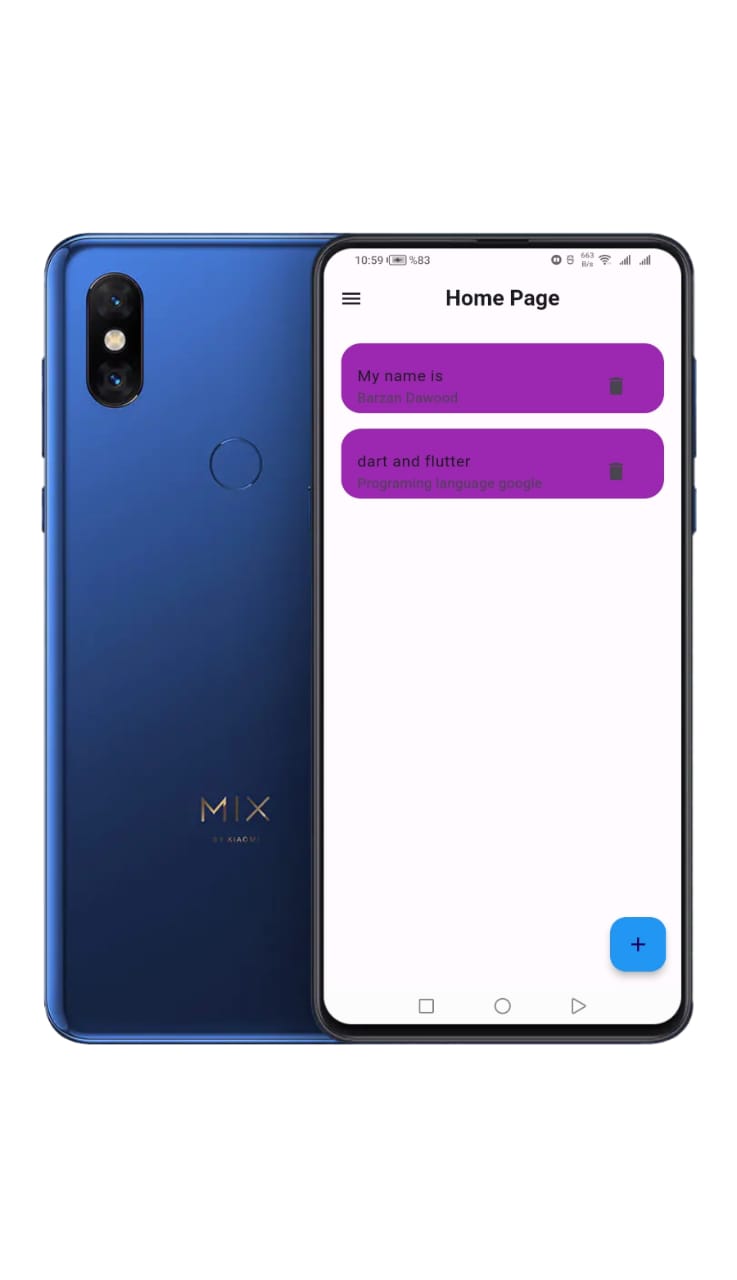 10:59 %83
663
B/s
Home Page
My name is
Barzan Dawood
dart and flutter
Programing language google
+
MIX
BY XIAOMI